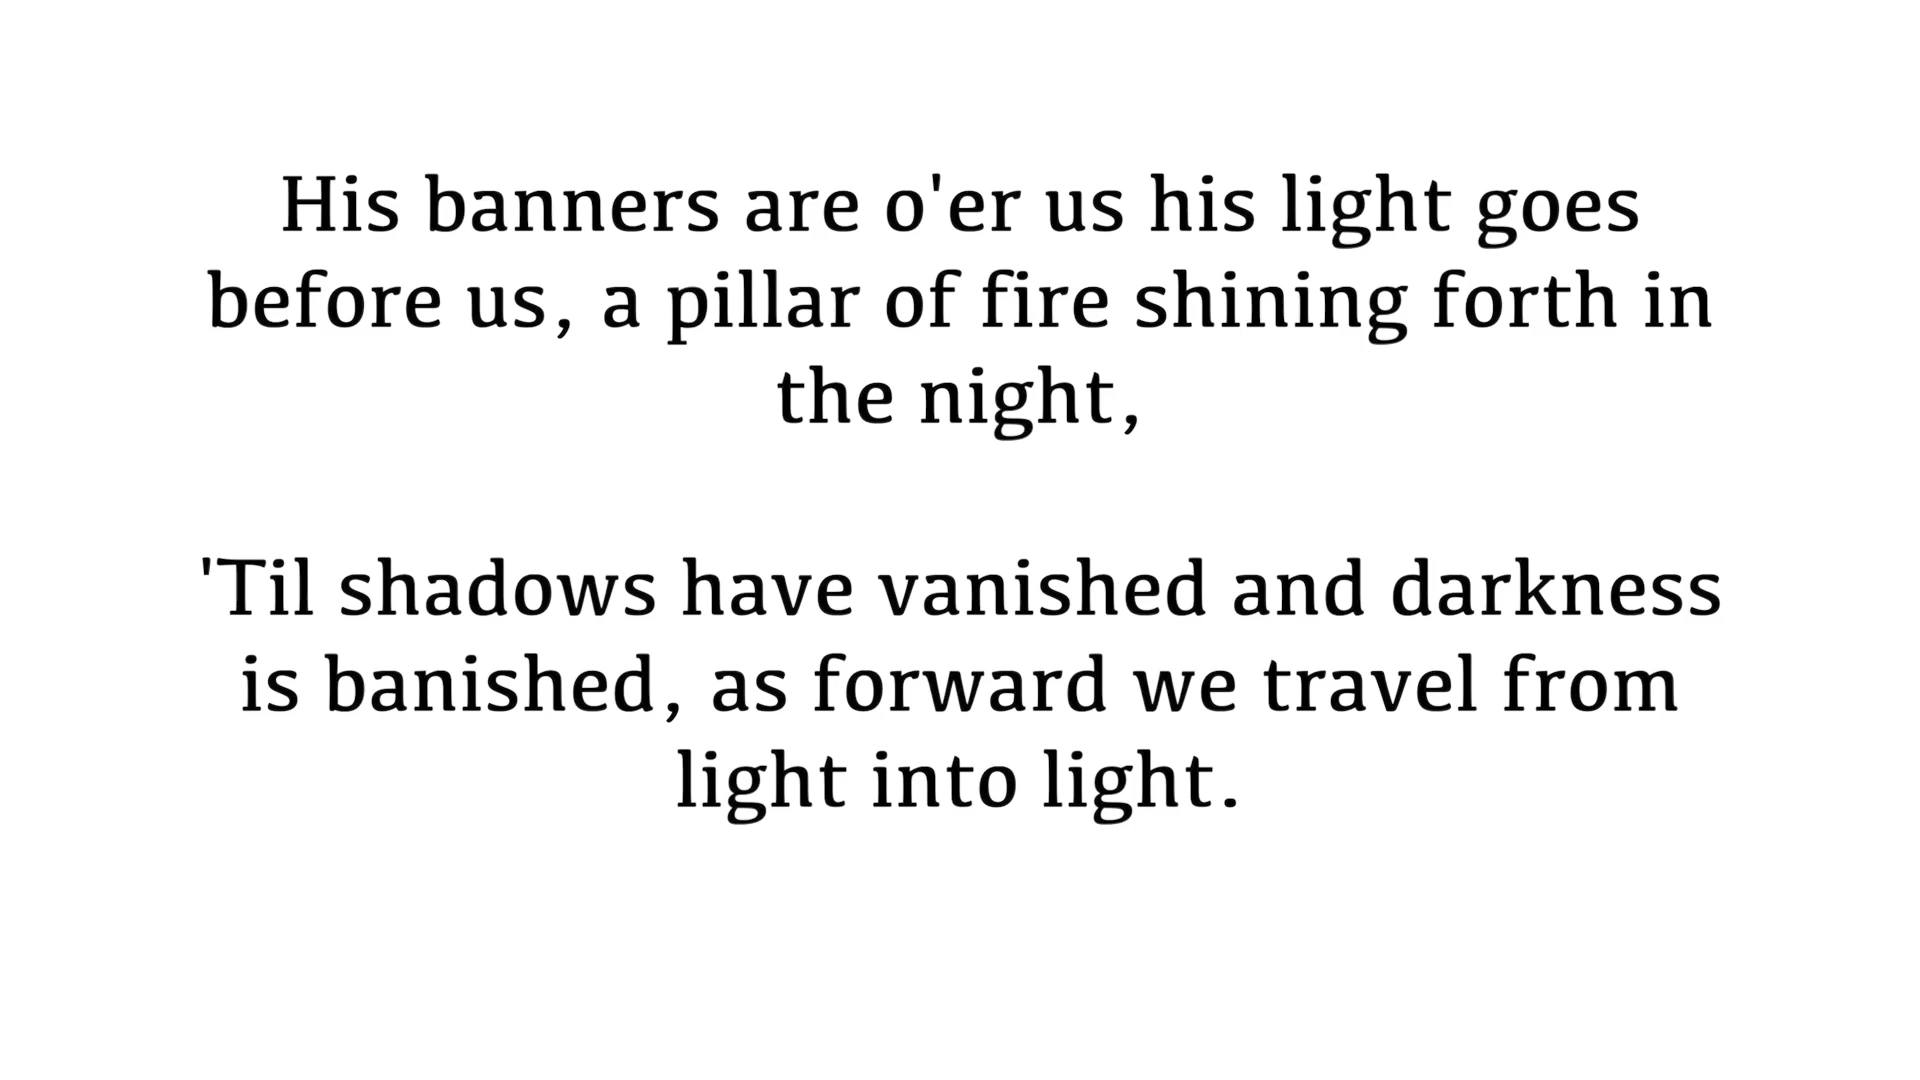 His banners are o'er us his light goes
before us, a pillar of fire shining forth in
the night,
'Til shadows have vanished and darkness
is banished, as forward we travel from
light into light.